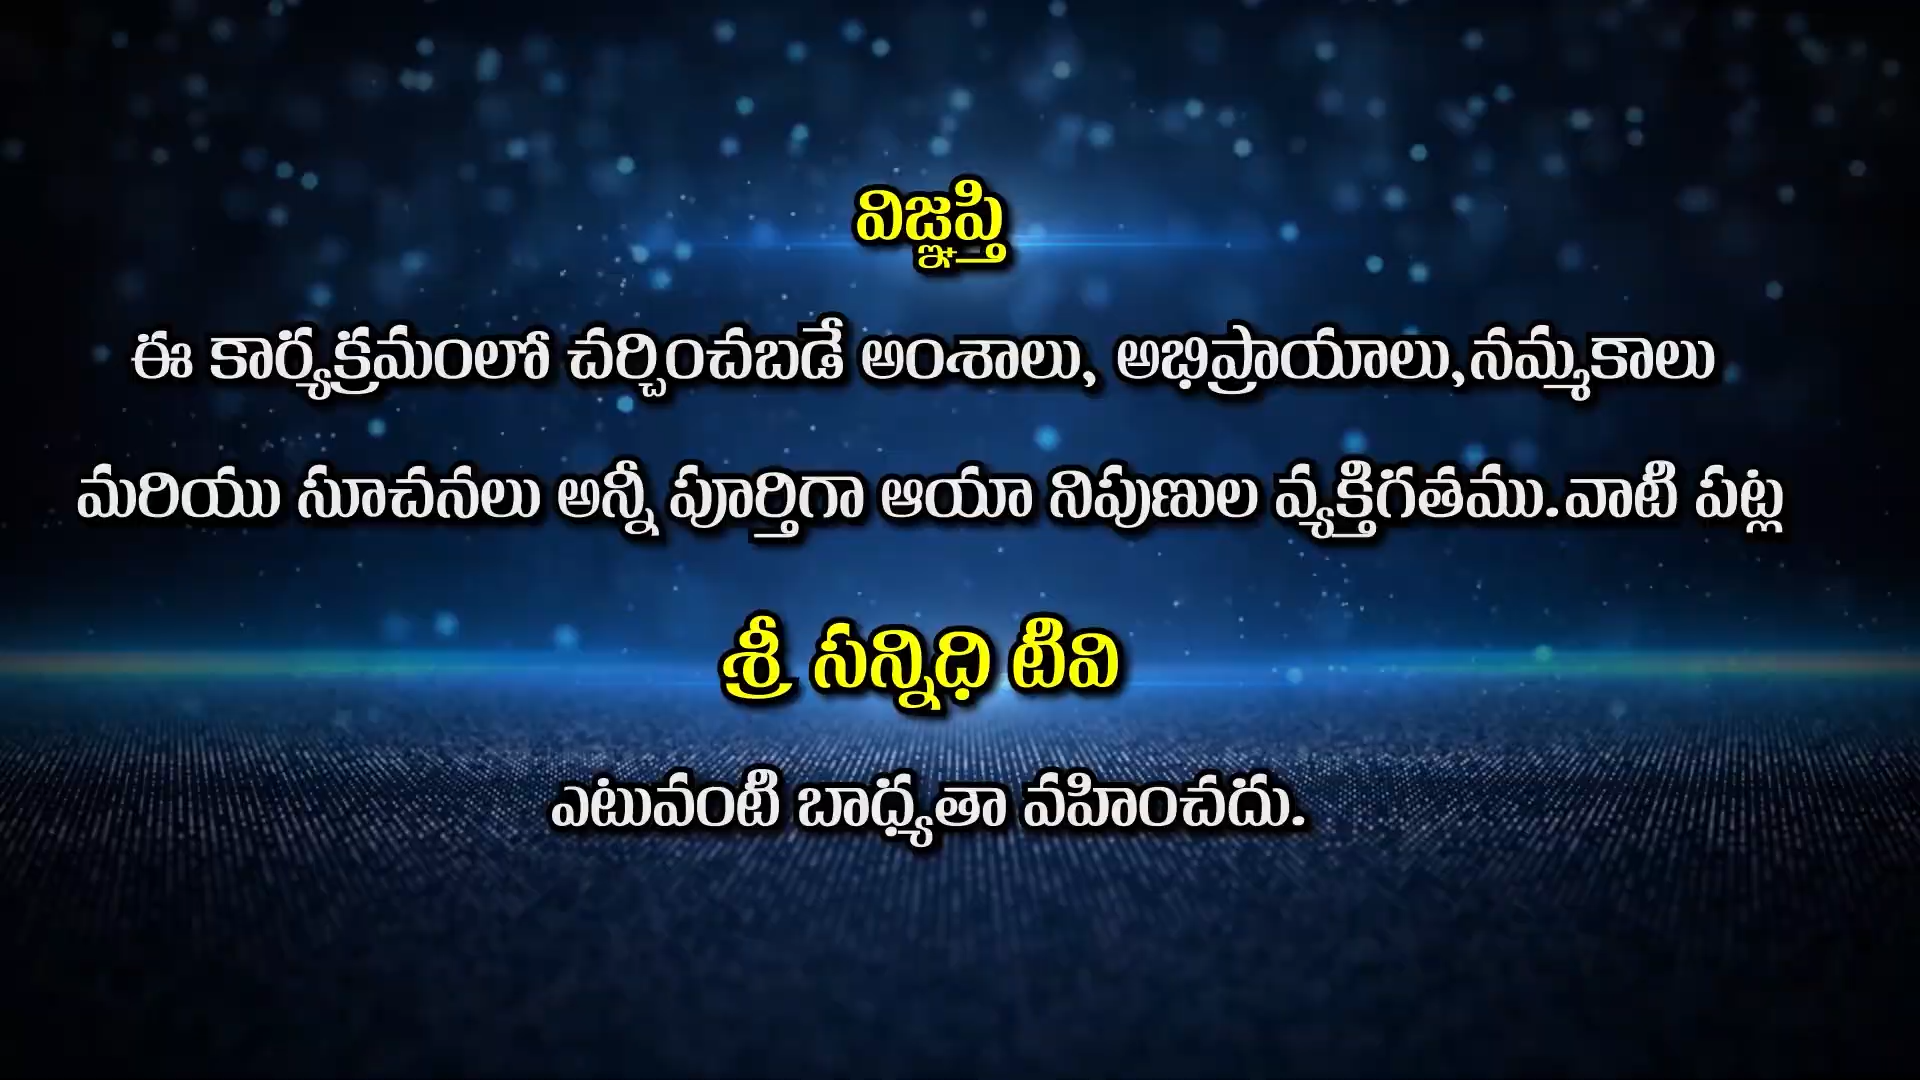 విజ్ఞప్తి
ఈ కార్యక్రమంలో చర్చించబడే అంశాలు, అభిప్రాయాలు,నమ్మకాలు
మరియు సూచనలు అన్నీ పూర్తిగా ఆయా నిపుణుల వ్యక్తిగతము.వాటి పట్ల
శ్రీ సన్నిధి టివి
ఎటువంటి బాధ్యతా వహించదు.